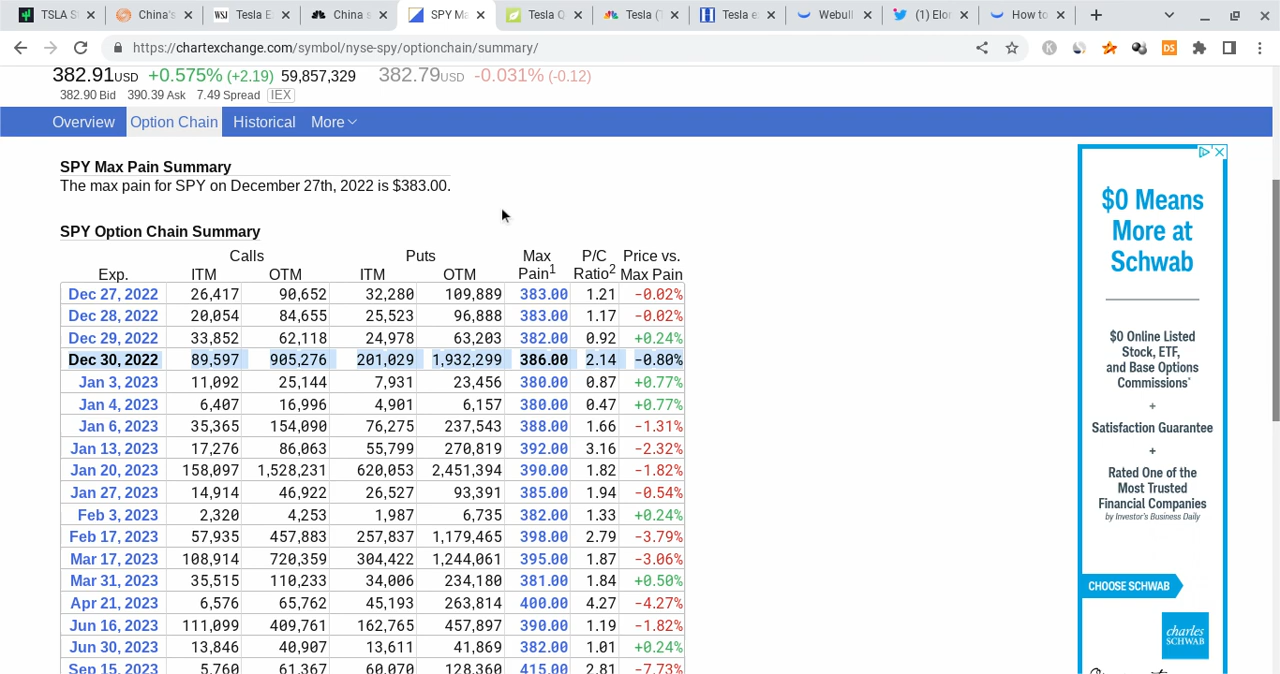 TSLA S
China's
WSJ Tesla E
China s
SPY Ma
Tesla Q
Tesla (T
Tesla e
Webull
(1) Elor
How to
https://chartexchange.com/symbol/nyse-spy/optionchain/summary/
K
DS
382.91USD +0.575% (+2.19) 59,857,329 382.79USD -0.031% (-0.12)
382.90 Bid 390.39 Ask 7.49 Spread IEX
Overview Option Chain Historical More
SPY Max Pain Summary
The max pain for SPY on December 27th, 2022 is $383.00.
SPY Option Chain Summary
Calls Puts Max P/C Price vs.
Exp. ITM OTM ITM OTM Pain1 Ratio2 Max Pain
Dec 27, 2022 26,417 90,652 32,280 109,889 383.00 1.21 -0.02%
Dec 28, 2022 20,054 84,655 25,523 96,888 383.00 1.17 -0.02%
Dec 29, 2022 33,852 62,118 24,978 63,203 382.00 0.92 +0.24%
Dec 30, 2022 89,597 905,276 201,029 1,932,299 386.00 2.14 -0.80%
Jan 3, 2023 11,092 25,144 7,931 23,456 380.00 0.87 +0.77%
Jan 4, 2023 6,407 16,996 4,901 6,157 380.00 0.47 +0.77%
Jan 6, 2023 35,365 154,090 76,275 237,543 388.00 1.66 -1.31%
Jan 13, 2023 17,276 86,063 55,799 270,819 392.00 3.16 -2.32%
Jan 20, 2023 158,097 1,528,231 620,053 2,451,394 390.00 1.82 -1.82%
Jan 27, 2023 14,914 46,922 26,527 93,391 385.00 1.94 -0.54%
Feb 3, 2023 2,320 4,253 1,987 6,735 382.00 1.33 +0.24%
Feb 17, 2023 57,935 457,883 257,837 1,179,465 398.00 2.79 -3.79%
Mar 17, 2023 108,914 720,359 304,422 1,244,061 395.00 1.87 -3.06%
Mar 31, 2023 35,515 110,233 34,006 234,180 381.00 1.84 +0.50%
Apr 21, 2023 6,576 65,762 45,193 263,814 400.00 4.27 -4.27%
Jun 16, 2023 111,099 409,761 162,765 457,897 390.00 1.19 -1.82%
Jun 30, 2023 13,846 40,907 13,611 41,869 382.00 1.01 +0.24%
Sep 15, 2023 5,760 61,367 60,070 128,360 415.00 2.81 -7.73%
$0 Means
More at
Schwab
$0 Online Listed
Stock, ETF,
and Base Options
Commissions*
+
Satisfaction Guarantee
+
Rated One of the
Most Trusted
Financial Companies
by Investor's Business Daily
CHOOSE SCHWAB
charles
SCHWAB